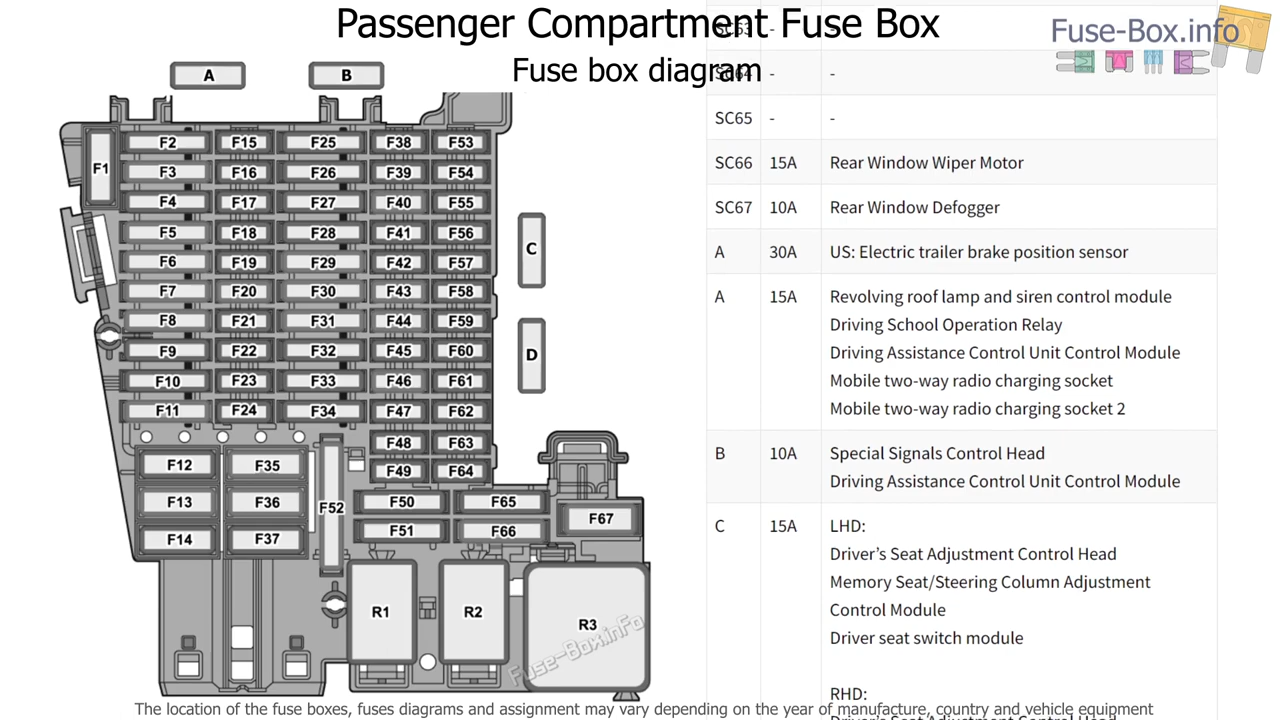 Passenger Compartment Fuse Box
Fuse box diagram
Fuse-Box.info
A
B
C
D
F1
F2 F15 F25 F38 F53
F3 F16 F26 F39 F54
F4 F17 F27 F40 F55
F5 F18 F28 F41 F56
F6 F19 F29 F42 F57
F7 F20 F30 F43 F58
F8 F21 F31 F44 F59
F9 F22 F32 F45 F60
F10 F23 F33 F46 F61
F11 F24 F34 F47 F62
F48 F63
F49 F64
F12 F35
F13 F36
F14 F37
F52
F50 F65
F51 F66
F67
R1
R2
R3
Fuse-Box.info
SC63 - -
SC64 - -
SC65 - -
SC66 15A Rear Window Wiper Motor
SC67 10A Rear Window Defogger
A 30A US: Electric trailer brake position sensor
A 15A Revolving roof lamp and siren control module
Driving School Operation Relay
Driving Assistance Control Unit Control Module
Mobile two-way radio charging socket
Mobile two-way radio charging socket 2
B 10A Special Signals Control Head
Driving Assistance Control Unit Control Module
C 15A LHD:
Driver’s Seat Adjustment Control Head
Memory Seat/Steering Column Adjustment
Control Module
Driver seat switch module
RHD:
Driver’s Seat Adjustment Control Head
The location of the fuse boxes, fuses diagrams and assignment may vary depending on the year of manufacture, country and vehicle equipment